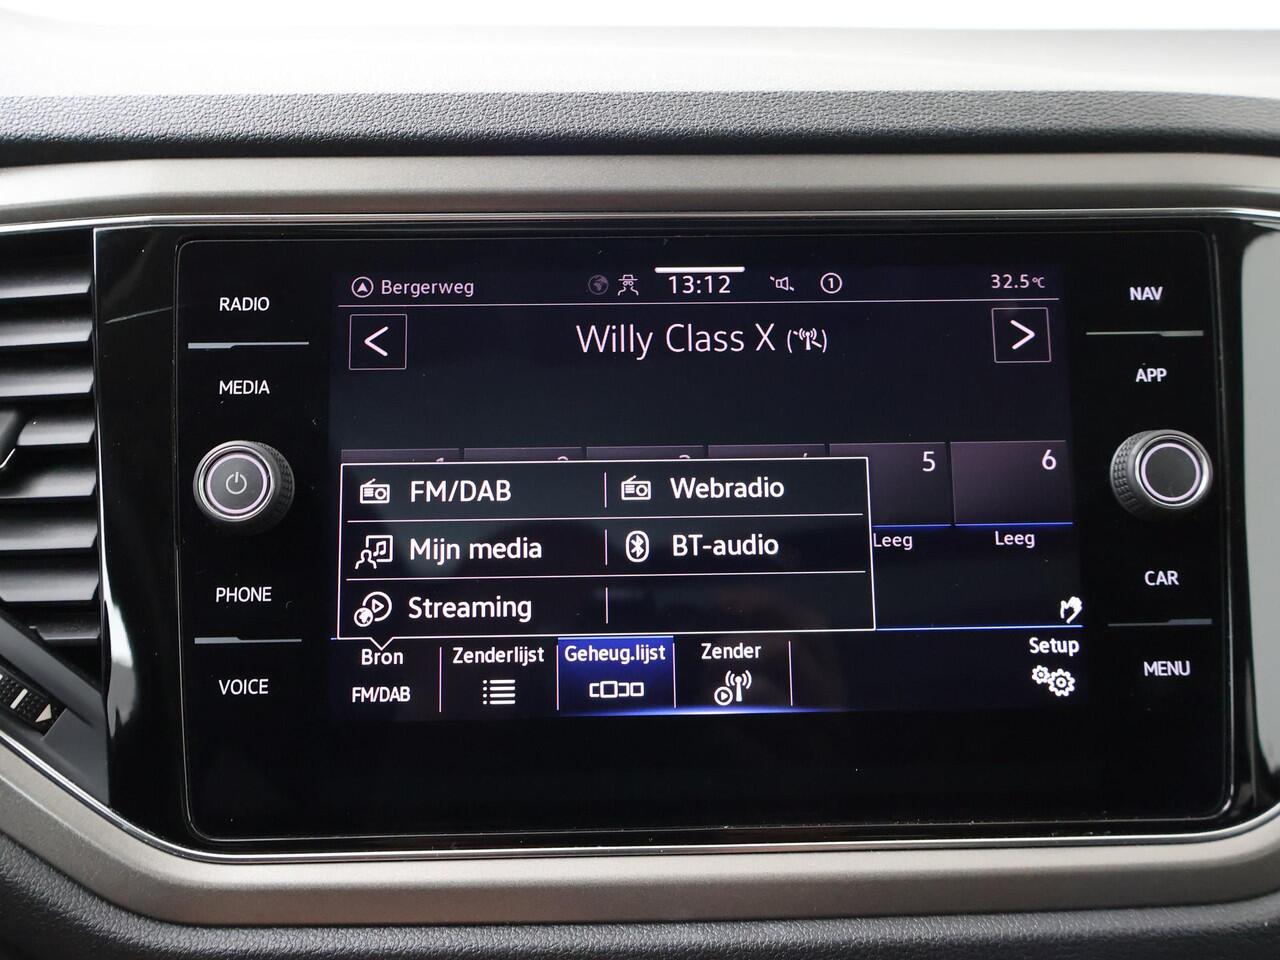 RADIO
MEDIA
PHONE
VOICE
Bergerweg
13:12
1
32.5°C
<
Willy Class X
>
5
6
Leeg
Leeg
FM/DAB
Webradio
Mijn media
BT-audio
Streaming
Bron
FM/DAB
Zenderlijst
Geheug.lijst
Zender
Setup
NAV
APP
CAR
MENU